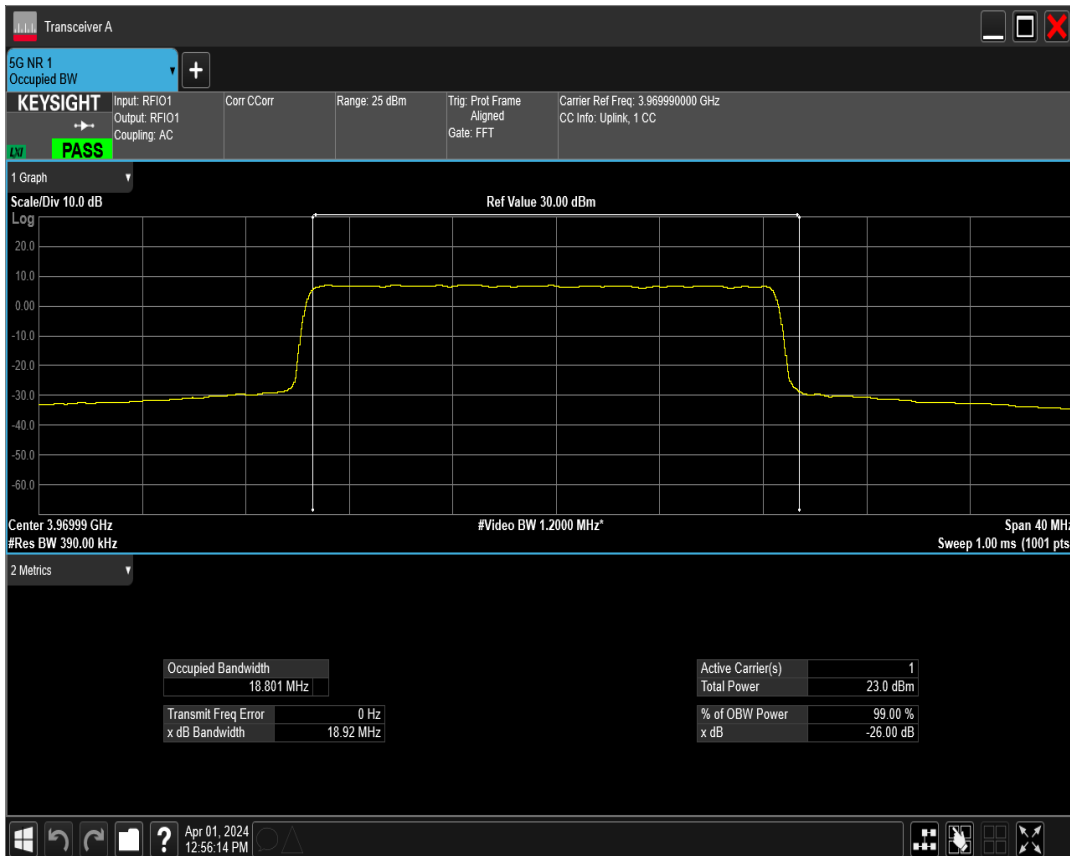 Transceiver A
5G NR 1
Occupied BW
+
KEYSIGHT
Input: RFIO1
Output: RFIO1
Coupling: AC
Corr CCorr
Range: 25 dBm
Trig: Prot Frame
Aligned
Gate: FFT
Carrier Ref Freq: 3.969990000 GHz
CC Info: Uplink, 1 CC
LXI
PASS
1 Graph
Scale/Div 10.0 dB
Ref Value 30.00 dBm
Log
20.0
10.0
0.00
-10.0
-20.0
-30.0
-40.0
-50.0
-60.0
Center 3.96999 GHz
#Video BW 1.2000 MHz*
Span 40 MHz
#Res BW 390.00 kHz
Sweep 1.00 ms (1001 pts
2 Metrics
Occupied Bandwidth
18.801 MHz
Transmit Freq Error 0 Hz
x dB Bandwidth 18.92 MHz
Active Carrier(s) 1
Total Power 23.0 dBm
% of OBW Power 99.00 %
x dB -26.00 dB
?
Apr 01, 2024
12:56:14 PM